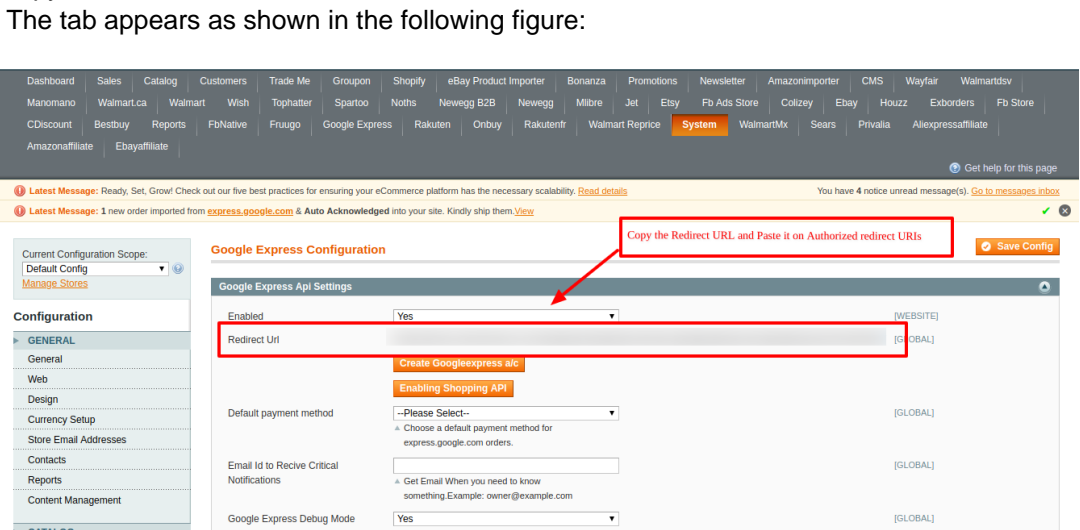 The tab appears as shown in the following figure:
Dashboard Sales Catalog Customers Trade Me Groupon Shopify eBay Product Importer Bonanza Promotions Newsletter Amazonimporter CMS Wayfair Walmartdsv
Manomano Walmart.ca Walmart Wish Tophatter Spartoo Noths Newegg B2B Newegg Mlibre Jet Etsy Fb Ads Store Colizey Ebay Houzz Exborders Fb Store
CDiscount Bestbuy Reports FbNative Fruugo Google Express Rakuten Onbuy Rakutenfr Walmart Reprice System WalmartMx Sears Privalia Aliexpressaffiliate
Amazonaffiliate Ebayaffiliate
Get help for this page
Latest Message: Ready, Set, Grow! Check out our five best practices for ensuring your eCommerce platform has the necessary scalability. Read details You have 4 notice unread message(s). Go to messages inbox
Latest Message: 1 new order imported from express.google.com & Auto Acknowledged into your site. Kindly ship them.View
Copy the Redirect URL and Paste it on Authorized redirect URIs
Current Configuration Scope:
Default Config
Manage Stores
Google Express Configuration Save Config
Google Express Api Settings
Configuration
GENERAL
General
Web
Design
Currency Setup
Store Email Addresses
Contacts
Reports
Content Management
Enabled Yes [WEBSITE]
Redirect Url [GLOBAL]
Create Googleexpress a/c
Enabling Shopping API
Default payment method --Please Select-- [GLOBAL]
Choose a default payment method for
express.google.com orders.
Email Id to Recive Critical [GLOBAL]
Notifications Get Email When you need to know
something.Example: owner@example.com
Google Express Debug Mode Yes [GLOBAL]